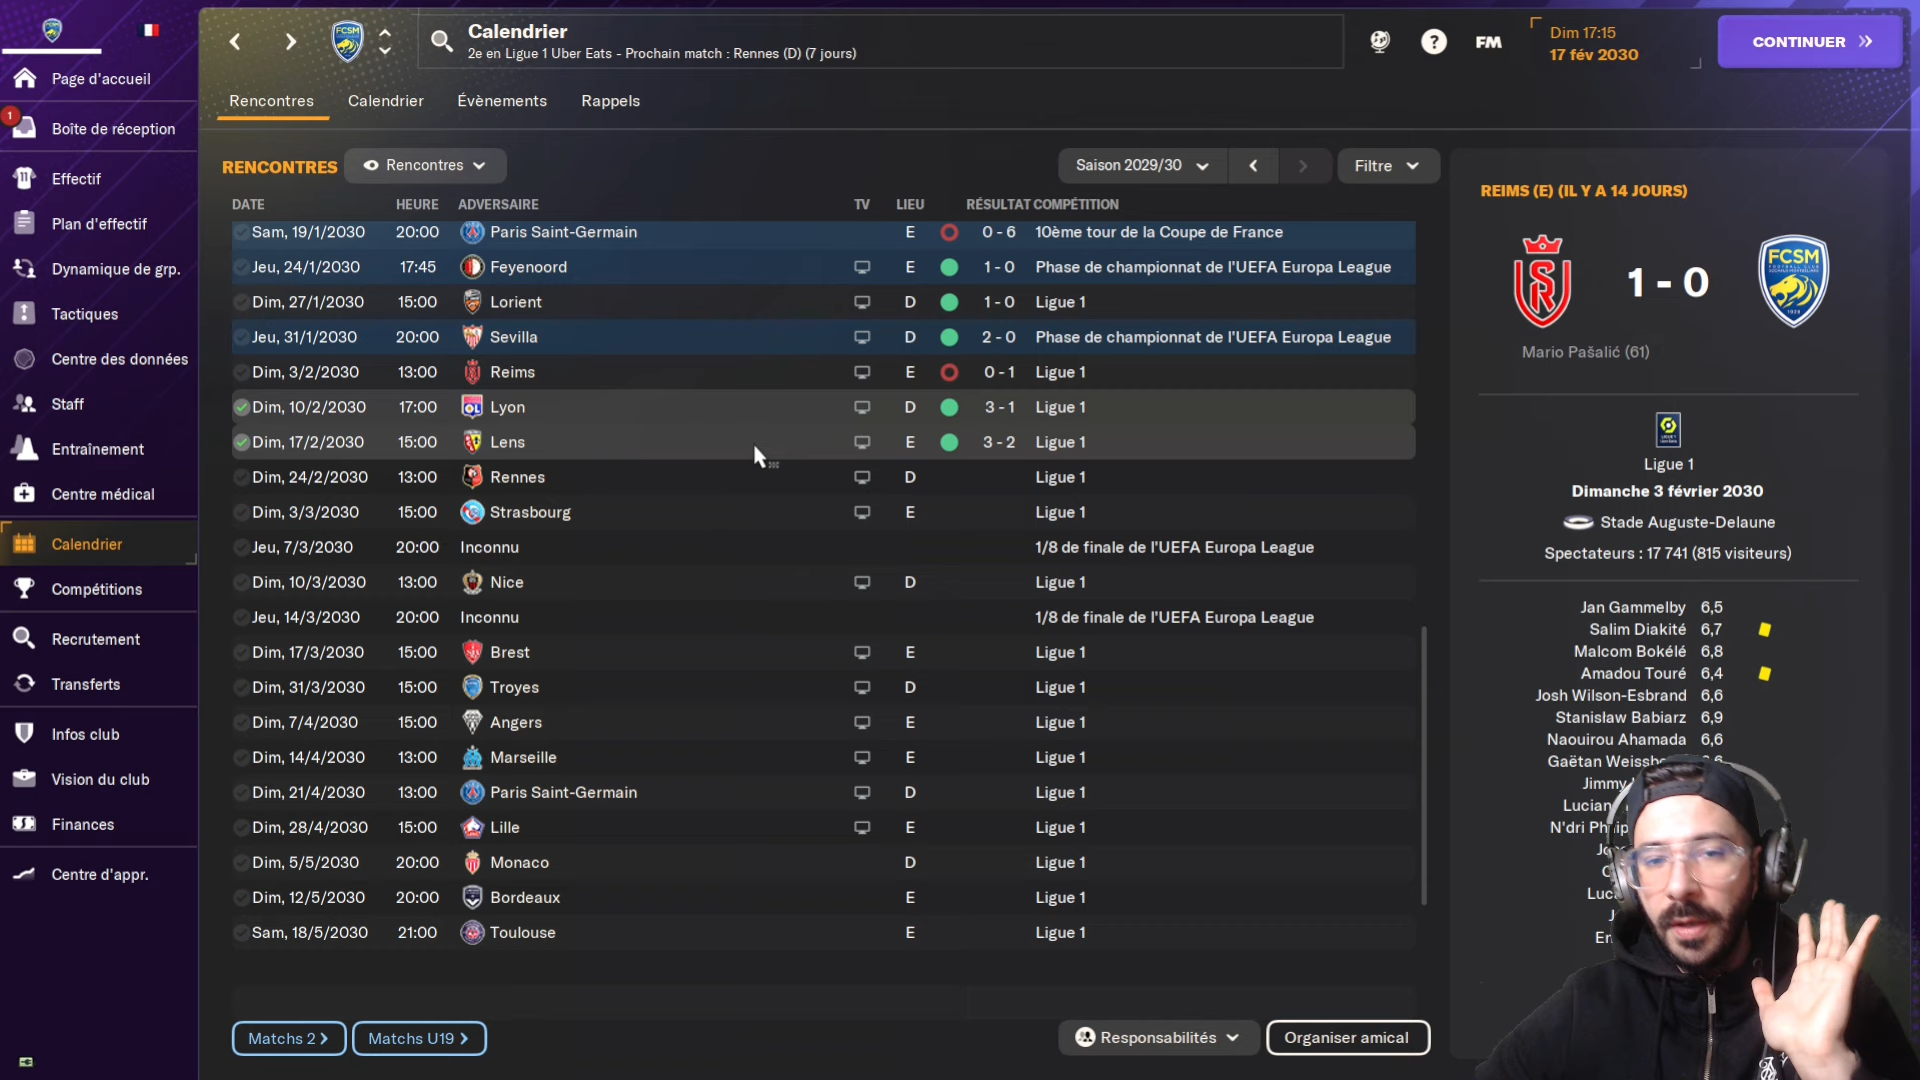 Calendrier
2e en Ligue 1 Uber Eats - Prochain match : Rennes (D) (7 jours)
FM
Dim 17:15
17 fév 2030
CONTINUER
Page d'accueil
1
Boîte de réception
Effectif
Plan d'effectif
Dynamique de grp.
Tactiques
Centre des données
Staff
Entraînement
Centre médical
Calendrier
Compétitions
Recrutement
Transferts
Infos club
Vision du club
Finances
Centre d'appr.
Rencontres Calendrier Évènements Rappels
RENCONTRES Rencontres Saison 2029/30 Filtre
DATE HEURE ADVERSAIRE TV LIEU RÉSULTAT COMPÉTITION
Sam, 19/1/2030 20:00 Paris Saint-Germain E 0 - 6 10ème tour de la Coupe de France
Jeu, 24/1/2030 17:45 Feyenoord E 1 - 0 Phase de championnat de l'UEFA Europa League
Dim, 27/1/2030 15:00 Lorient D 1 - 0 Ligue 1
Jeu, 31/1/2030 20:00 Sevilla D 2 - 0 Phase de championnat de l'UEFA Europa League
Dim, 3/2/2030 13:00 Reims E 0 - 1 Ligue 1
Dim, 10/2/2030 17:00 Lyon D 3 - 1 Ligue 1
Dim, 17/2/2030 15:00 Lens E 3 - 2 Ligue 1
Dim, 24/2/2030 13:00 Rennes D Ligue 1
Dim, 3/3/2030 15:00 Strasbourg E Ligue 1
Jeu, 7/3/2030 20:00 Inconnu 1/8 de finale de l'UEFA Europa League
Dim, 10/3/2030 13:00 Nice D Ligue 1
Jeu, 14/3/2030 20:00 Inconnu 1/8 de finale de l'UEFA Europa League
Dim, 17/3/2030 15:00 Brest E Ligue 1
Dim, 31/3/2030 15:00 Troyes D Ligue 1
Dim, 7/4/2030 15:00 Angers E Ligue 1
Dim, 14/4/2030 13:00 Marseille E Ligue 1
Dim, 21/4/2030 13:00 Paris Saint-Germain D Ligue 1
Dim, 28/4/2030 15:00 Lille E Ligue 1
Dim, 5/5/2030 20:00 Monaco D Ligue 1
Dim, 12/5/2030 20:00 Bordeaux E Ligue 1
Sam, 18/5/2030 21:00 Toulouse E Ligue 1
Matchs 2 Matchs U19 Responsabilités Organiser amical
REIMS (E) (IL Y A 14 JOURS)
1 - 0
FCSM
Mario Pašalić (61)
Ligue 1
Dimanche 3 février 2030
Stade Auguste-Delaune
Spectateurs : 17 741 (815 visiteurs)
Jan Gammelby 6,5
Salim Diakité 6,7
Malcom Bokélé 6,8
Amadou Touré 6,4
Josh Wilson-Esbrand 6,6
Stanislaw Babiarz 6,9
Naouirou Ahamada 6,6
Gaëtan
Jimmy
N'dri